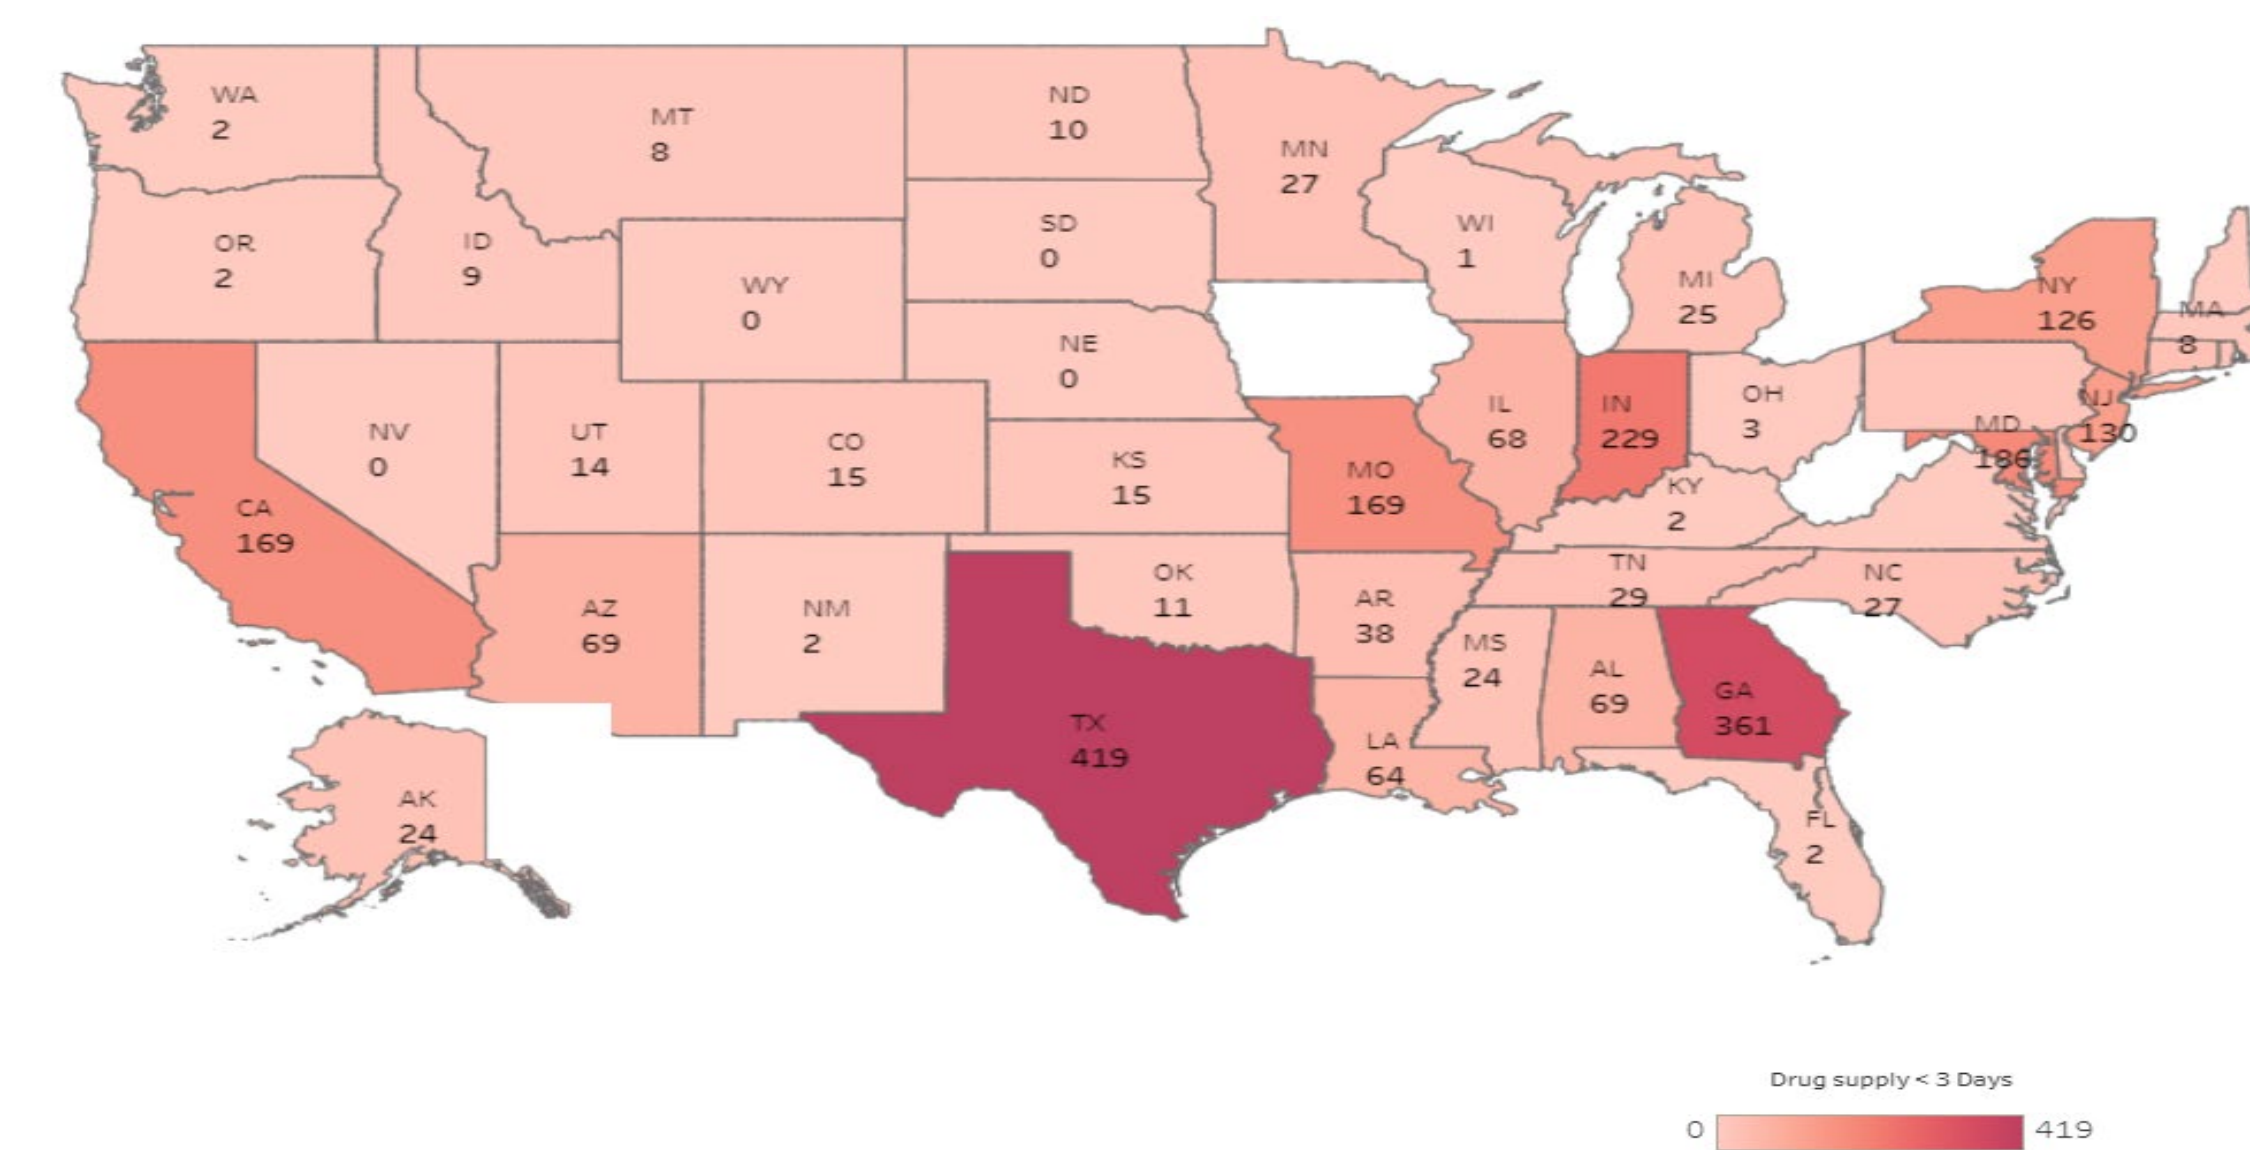 WA
2
MT
8
ND
10
MN
27
OR
2
ID
9
WY
0
SD
0
WI
1
MI
25
NY
126
MA
8
NE
0
NV
0
UT
14
CO
15
KS
15
IL
68
IN
229
OH
3
NJ
130
MD
186
CA
169
MO
169
KY
2
AZ
69
NM
2
OK
11
AR
38
TN
29
NC
27
MS
24
AL
69
GA
361
TX
419
LA
64
FL
2
AK
24
Drug supply < 3 Days
0
419